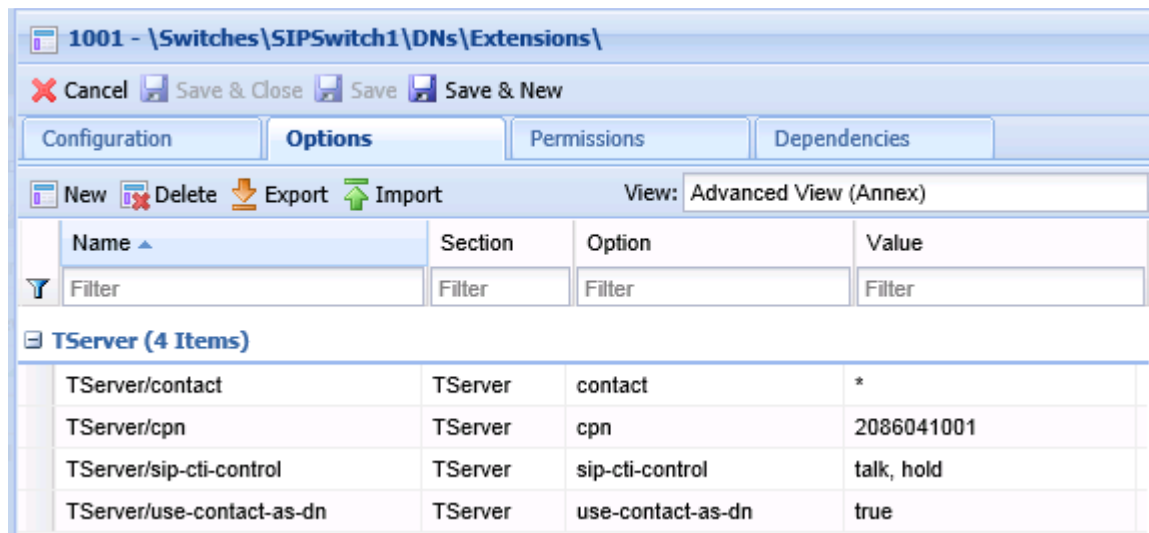 1001 - \Switches\SIPSwitch1\DNs\Extensions\
Cancel Save & Close Save Save & New
Configuration Options Permissions Dependencies
New Delete Export Import View: Advanced View (Annex)
Name Section Option Value
Filter Filter Filter Filter
TServer (4 Items)
TServer/contact TServer contact *
TServer/cpn TServer cpn 2086041001
TServer/sip-cti-control TServer sip-cti-control talk, hold
TServer/use-contact-as-dn TServer use-contact-as-dn true